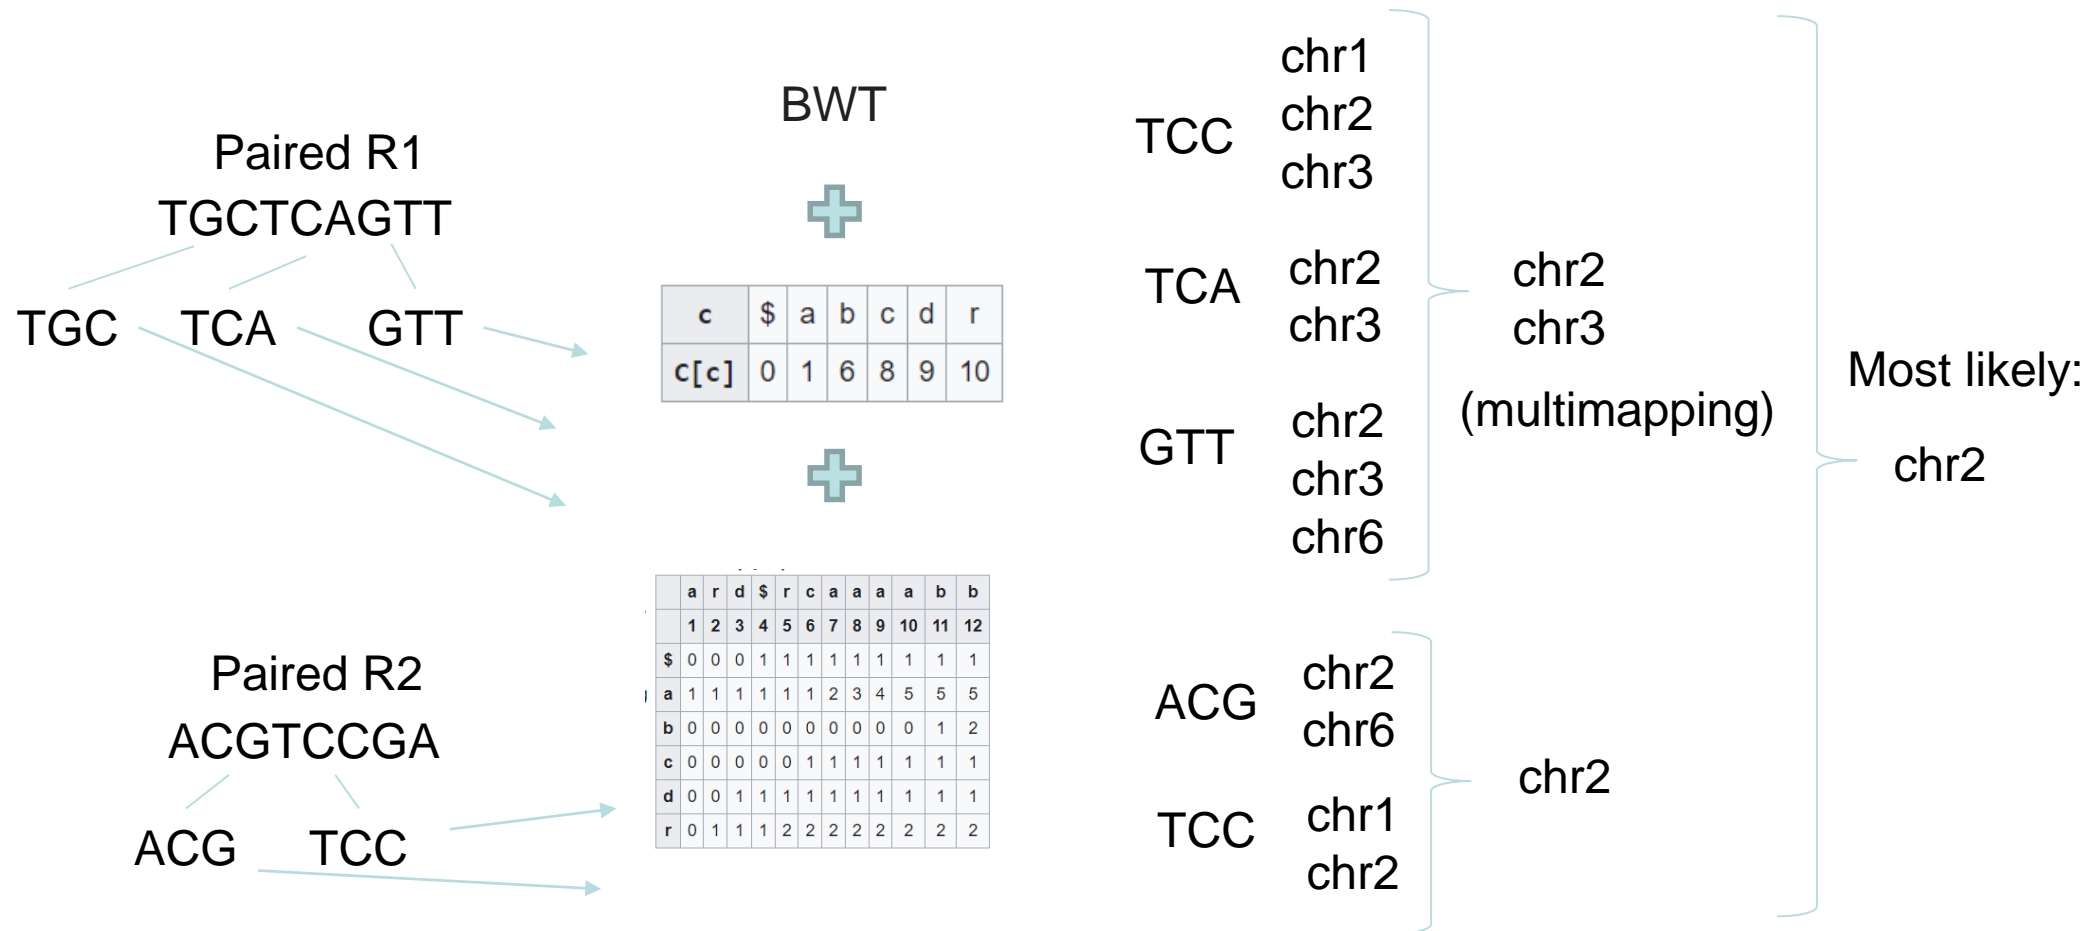 Paired R1
TGCTCAGTT
TGC TCA GTT
Paired R2
ACGTCCGA
ACG TCC
BWT
c $ a b c d r
C[c] 0 1 6 8 9 10
a r d $ r c a a a a b b
1 2 3 4 5 6 7 8 9 10 11 12
$ 0 0 0 1 1 1 1 1 1 1 1 1
a 1 1 1 1 1 1 2 3 4 5 5 5
b 0 0 0 0 0 0 0 0 0 0 1 2
c 0 0 0 0 0 1 1 1 1 1 1 1
d 0 0 1 1 1 1 1 1 1 1 1 1
r 0 1 1 1 2 2 2 2 2 2 2 2
TCC
chr1
chr2
chr3
TCA
chr2
chr3
GTT
chr2
chr3
chr6
chr2
chr3
(multimapping)
ACG
chr2
chr6
TCC
chr1
chr2
chr2
Most likely:
chr2